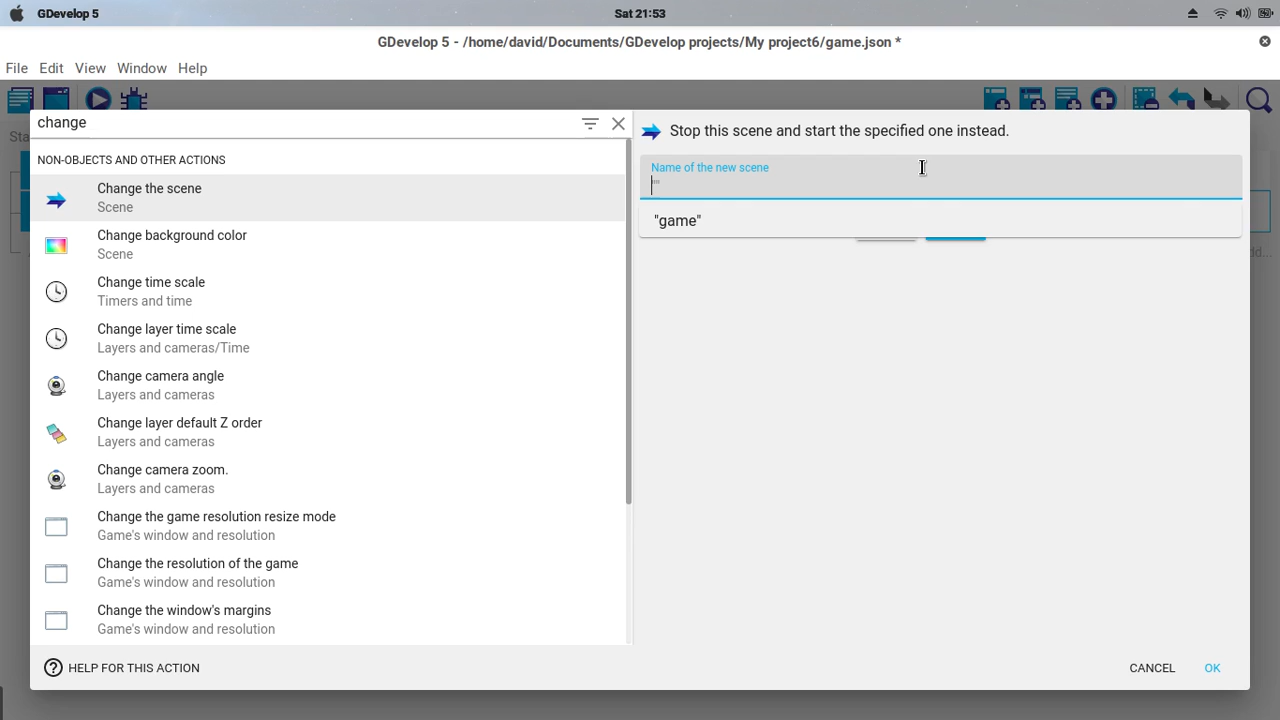 GDevelop 5
Sat 21:53
GDevelop 5 - /home/david/Documents/GDevelop projects/My project6/game.json *
File Edit View Window Help
Sta
change
NON-OBJECTS AND OTHER ACTIONS
Change the scene
Scene
Change background color
Scene
Change time scale
Timers and time
Change layer time scale
Layers and cameras/Time
Change camera angle
Layers and cameras
Change layer default Z order
Layers and cameras
Change camera zoom.
Layers and cameras
Change the game resolution resize mode
Game's window and resolution
Change the resolution of the game
Game's window and resolution
Change the window's margins
Game's window and resolution
Stop this scene and start the specified one instead.
Name of the new scene
""
"game"
dd...
? HELP FOR THIS ACTION
CANCEL OK